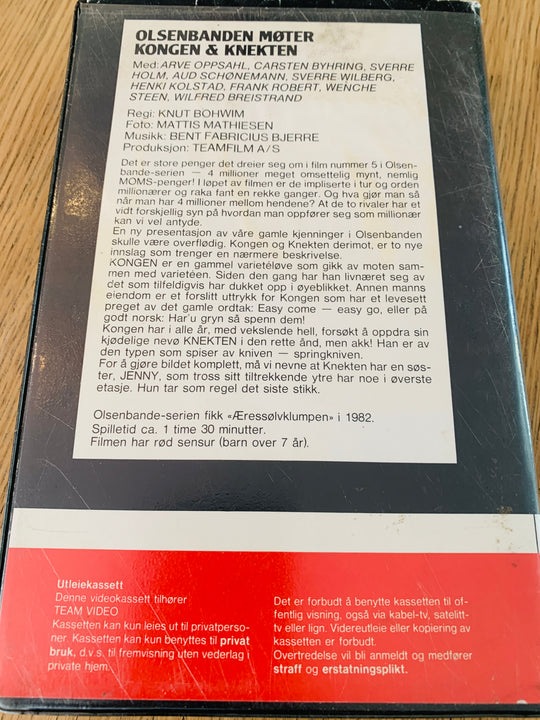 OLSENBANDEN MØTER
KONGEN & KNEKTEN
Med: ARVE OPPSAHL, CARSTEN BYHRING, SVERRE
HOLM, AUD SCHØNEMANN, SVERRE WILBERG,
HENKI KOLSTAD, FRANK ROBERT, WENCHE
STEEN, WILFRED BREISTRAND
Regi: KNUT BOHWIM
Foto: MATTIS MATHIESEN
Musikk: BENT FABRICIUS BJERRE
Produksjon: TEAMFILM A/S
Det er store penger det dreier seg om i film nummer 5 i Olsen-
bande-serien — 4 millioner meget omsettelig mynt, nemlig
MOMS-penger! I løpet av filmen er de impliserte i tur og orden
millionærer og raka fant en rekke ganger. Og hva gjør man så
når man har 4 millioner mellom hendene? At de to rivaler har et
vidt forskjellig syn på hvordan man oppfører seg som millionær
kan vi vel antyde.
En ny presentasjon av våre gamle kjenninger i Olsenbanden
skulle være overflødig. Kongen og Knekten derimot, er to nye
innslag som trenger en nærmere beskrivelse.
KONGEN er en gammel varietéløve som gikk av moten sam-
men med varietéen. Siden den gang har han livnæret seg av
det som tilfeldigvis har dukket opp i øyeblikket. Annen manns
eiendom er et forslitt uttrykk for Kongen som har et levesett
preget av det gamle ordtak: Easy come — easy go, eller på
godt norsk: Har'u gryn så spenn dem!
Kongen har i alle år, med vekslende hell, forsøkt å oppdra sin
kjødelige nevø KNEKTEN i den rette ånd, men akk! Han er av
den typen som spiser av kniven — springkniven.
For å gjøre bildet komplett, må vi nevne at Knekten har en søs-
ter, JENNY, som tross sitt tiltrekkende ytre har noe i øverste
etasje. Hun tar som regel det siste stikk.
Olsenbande-serien fikk «Æressølvklumpen» i 1982.
Spilletid ca. 1 time 30 minutter.
Filmen har rød sensur (barn over 7 år).
Utleiekassett
Denne videokassett tilhører
TEAM VIDEO
Kassetten kan kun leies ut til privatperso-
ner. Kassetten kan kun benyttes til privat
bruk, d.v.s. til fremvisning uten vederlag i
private hjem.
Det er forbudt å benytte kassetten til of-
fentlig visning, også via kabel-tv, satelitt-
tv eller lign. Videreutleie eller kopiering av
kassetten er forbudt.
Overtredelse vil bli anmeldt og medfører
straff og erstatningsplikt.